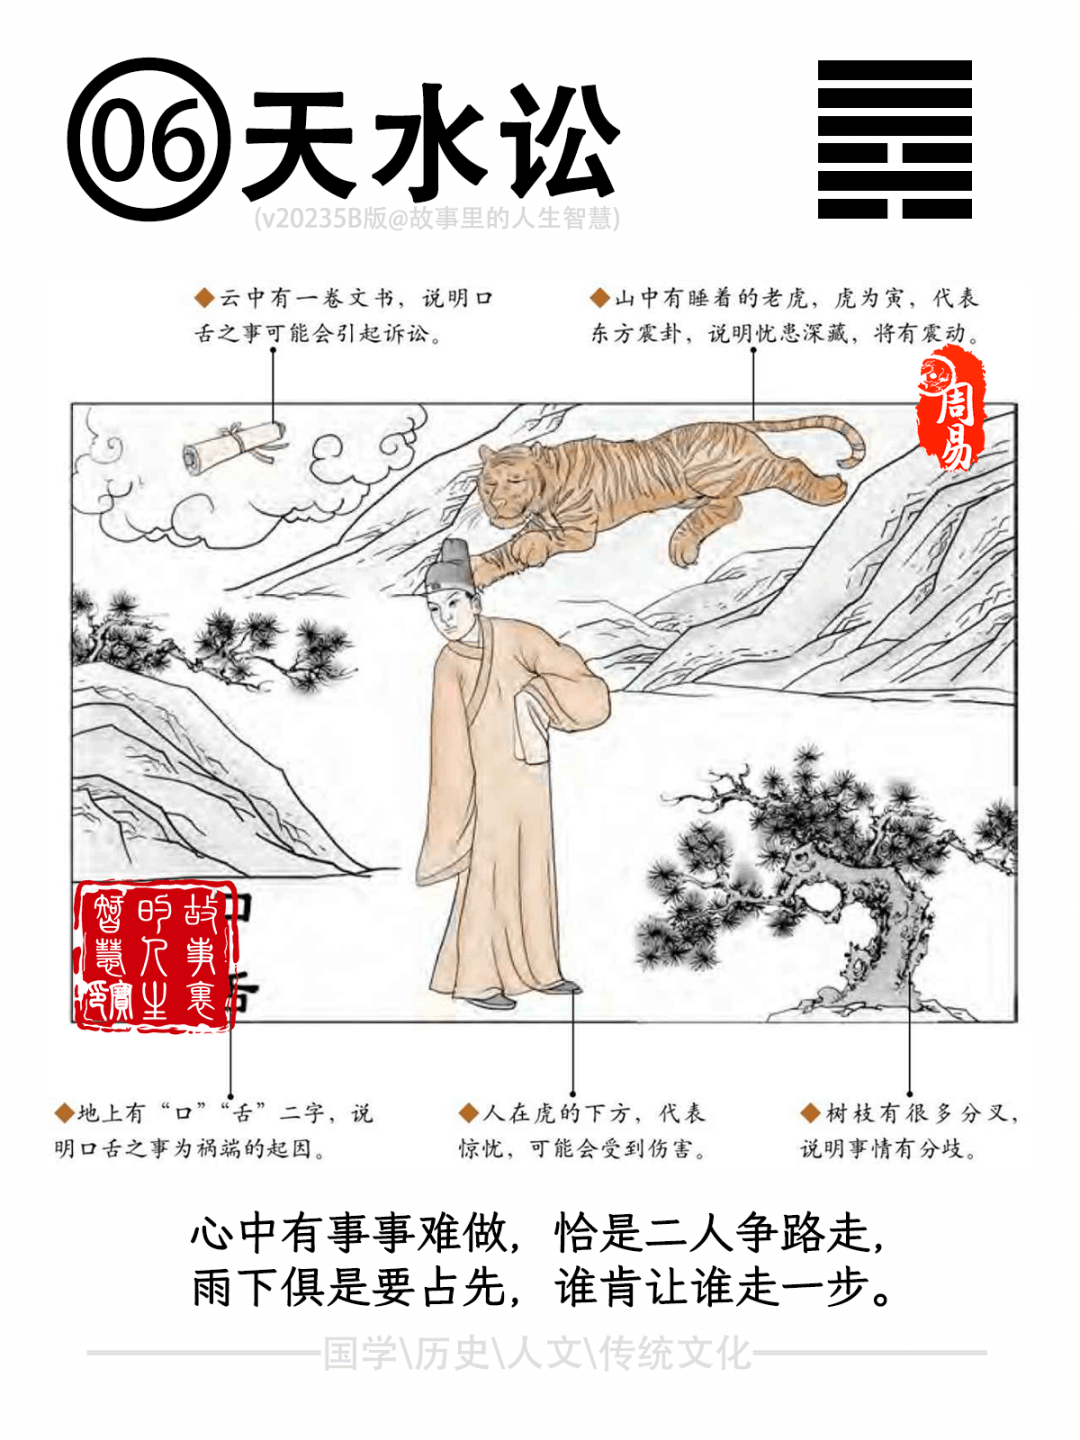 06天水讼
(v20235B版@故事里的人生智慧)
◆云中有一卷文书，说明口
舌之事可能会引起诉讼。
◆山中有睡着的老虎，虎为寅，代表
东方震卦，说明忧患深藏，将有震动。
周易
口
舌
故事裏
的人生
智慧
◆地上有“口”“舌”二字，说
明口舌之事为祸端的起因。
◆人在虎的下方，代表
惊忧，可能会受到伤害。
◆树枝有很多分叉，
说明事情有分歧。
心中有事事难做，恰是二人争路走，
雨下俱是要占先，谁肯让谁走一步。
国学\历史\人文\传统文化